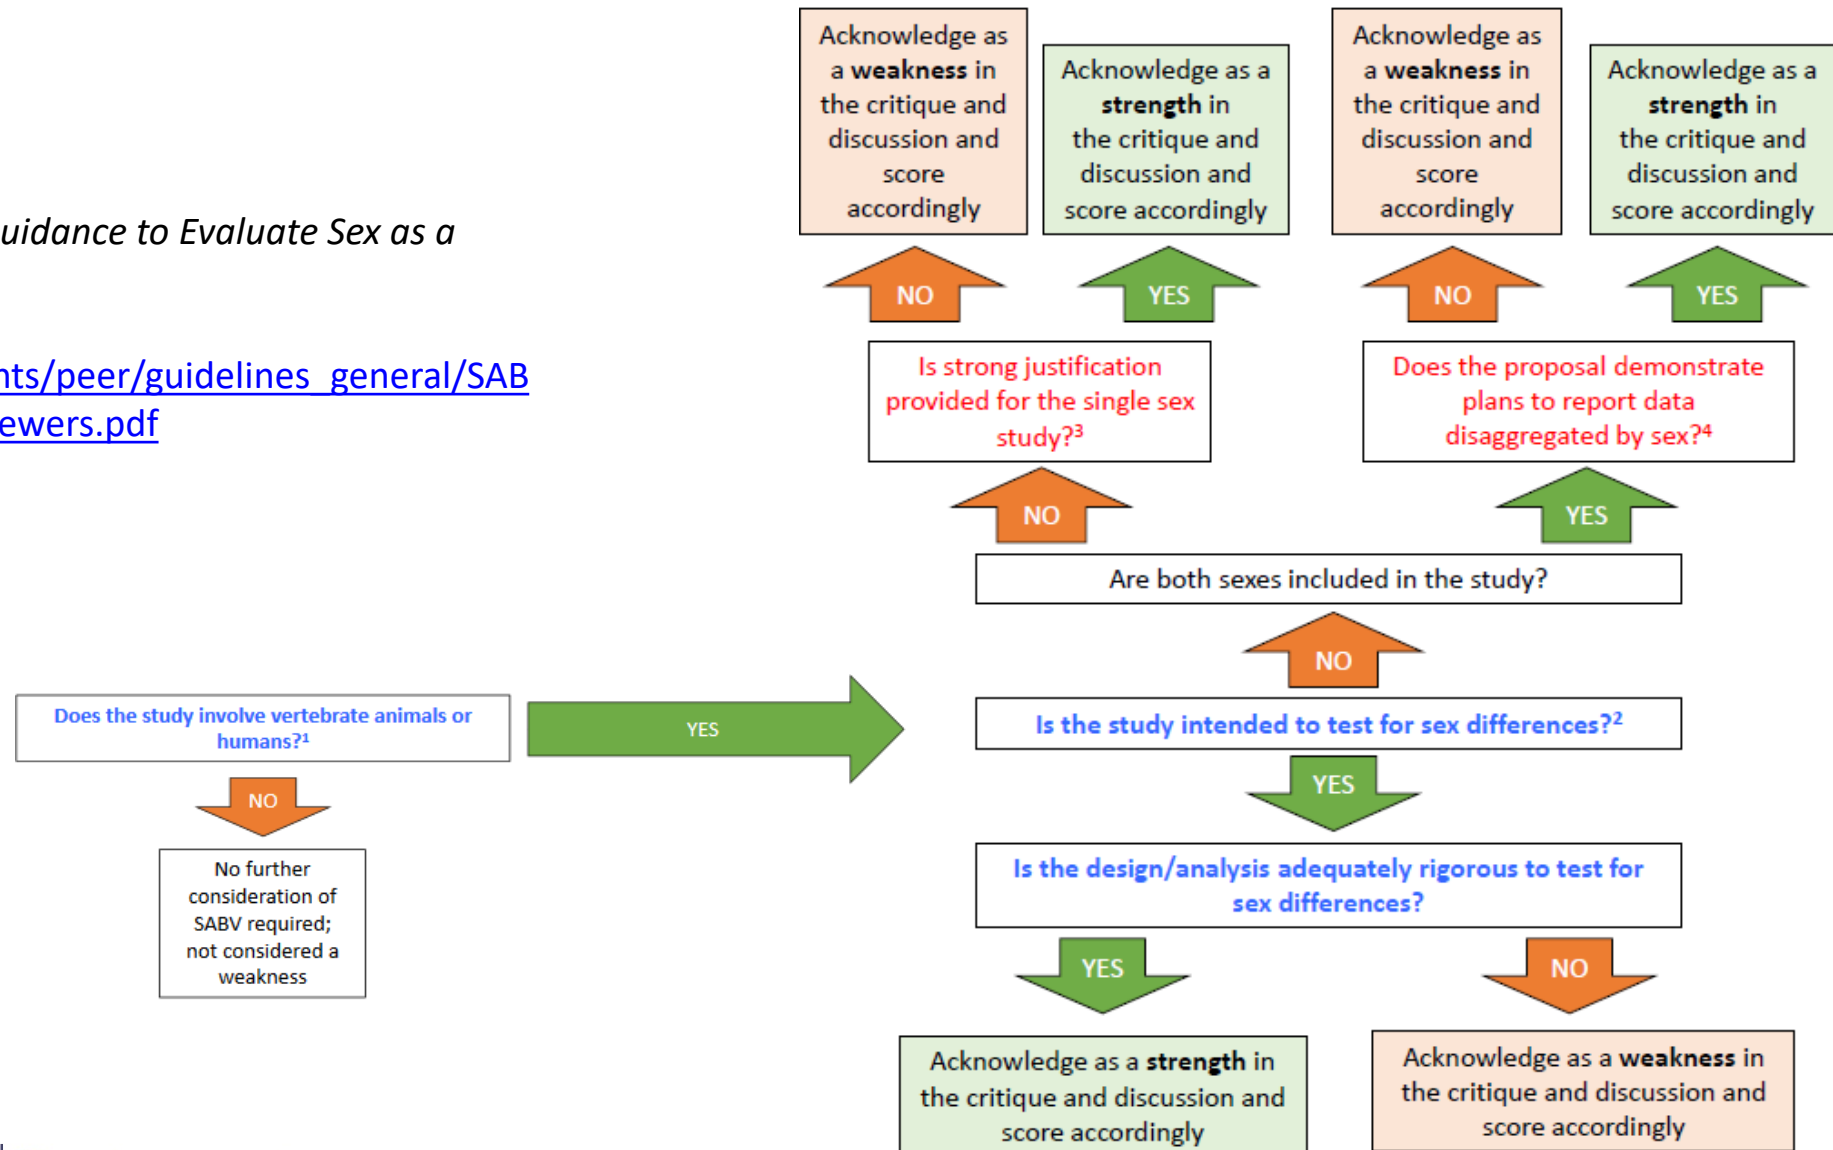 uidance to Evaluate Sex as a
nts/peer/guidelines_general/SAB
ewers.pdf
Acknowledge as
a weakness in
the critique and
discussion and
score
accordingly
Acknowledge as a
strength in
the critique and
discussion and
score accordingly
Acknowledge as
a weakness in
the critique and
discussion and
score
accordingly
Acknowledge as a
strength in
the critique and
discussion and
score accordingly
NO
YES
NO
YES
Is strong justification
provided for the single sex
study?³
Does the proposal demonstrate
plans to report data
disaggregated by sex?⁴
NO
YES
Are both sexes included in the study?
NO
Does the study involve vertebrate animals or
humans?¹
YES
Is the study intended to test for sex differences?²
NO
YES
No further
consideration of
SABV required;
not considered a
weakness
Is the design/analysis adequately rigorous to test for
sex differences?
YES
NO
Acknowledge as a strength in
the critique and discussion and
score accordingly
Acknowledge as a weakness in
the critique and discussion and
score accordingly